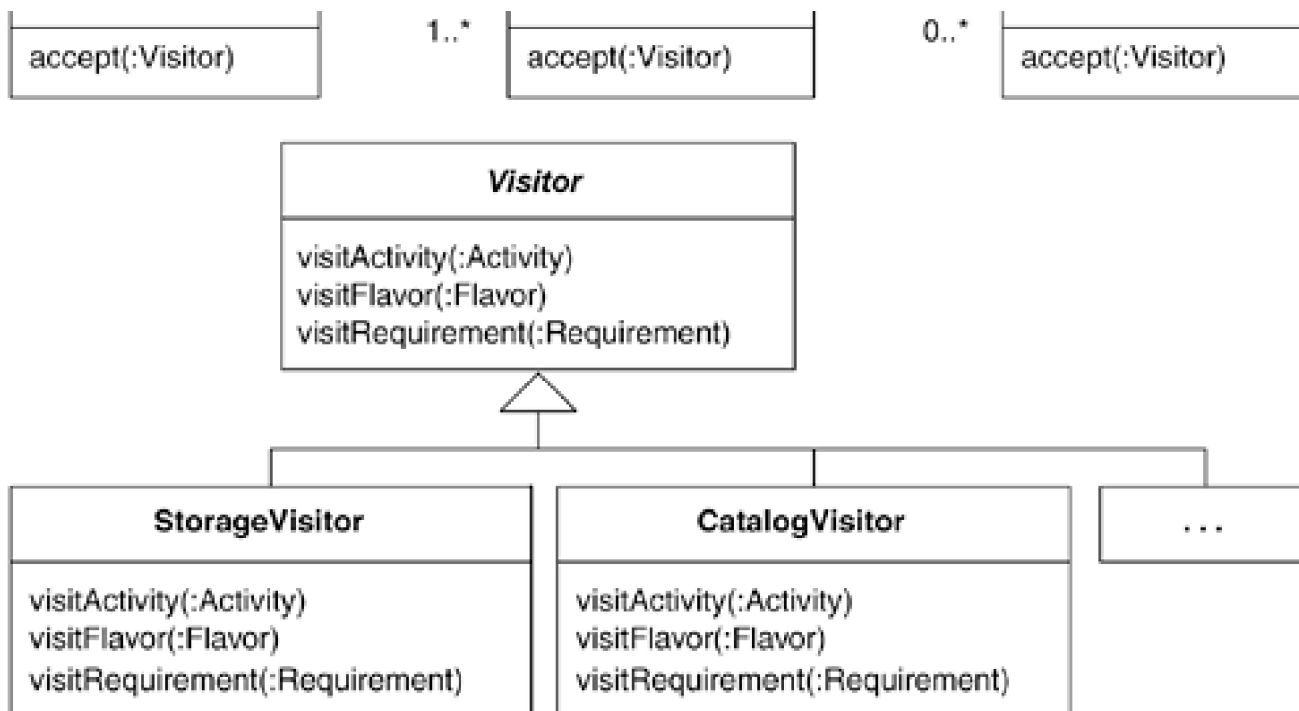 1..*
0..*
accept(:Visitor)
accept(:Visitor)
accept(:Visitor)
Visitor
visitActivity(:Activity)
visitFlavor(:Flavor)
visitRequirement(:Requirement)
StorageVisitor
visitActivity(:Activity)
visitFlavor(:Flavor)
visitRequirement(:Requirement)
CatalogVisitor
visitActivity(:Activity)
visitFlavor(:Flavor)
visitRequirement(:Requirement)
...